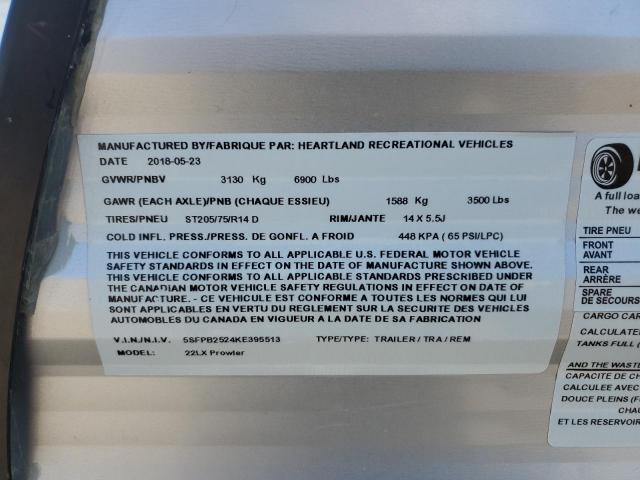 MANUFACTURED BY/FABRIQUE PAR: HEARTLAND RECREATIONAL VEHICLES
DATE 2018-05-23
GVWR/PNBV 3130 Kg 6900 Lbs
GAWR (EACH AXLE)/PNB (CHAQUE ESSIEU) 1588 Kg 3500 Lbs
TIRES/PNEU ST205/75/R14 D RIM/JANTE 14 X 5.5J
COLD INFL. PRESS./PRESS. DE GONFL. A FROID 448 KPA ( 65 PSI/LPC)
THIS VEHICLE CONFORMS TO ALL APPLICABLE U.S. FEDERAL MOTOR VEHICLE
SAFETY STANDARDS IN EFFECT ON THE DATE OF MANUFACTURE SHOWN ABOVE.
THIS VEHICLE CONFORMS TO ALL APPLICABLE STANDARDS PRESCRIBED UNDER
THE CANADIAN MOTOR VEHICLE SAFETY REGULATIONS IN EFFECT ON DATE OF
MANUFACTURE. - CE VEHICULE EST CONFORME A TOUTES LES NORMES QUI LUI
SONT APPLICABLES EN VERTU DU REGLEMENT SUR LA SECURITE DES VEHICLES
AUTOMOBILES DU CANADA EN VIGUEUR A LA DATE DE SA FABRICATION
V.I.N./N.I.V. 5SFPB2524KE395513 TYPE/TYPE: TRAILER / TRA / REM
MODEL: 22LX Prowler
A full loa
The we
TIRE PNEU
FRONT
AVANT
REAR
ARRIÈRE
SPARE
DE SECOURS
CARGO CAR
CALCULATE
TANKS FULL (
AND THE WASTE
CAPACITE DE C
CALCULEE AVEC
DOUCE PLEINS (F
ET LES RESERVOIR